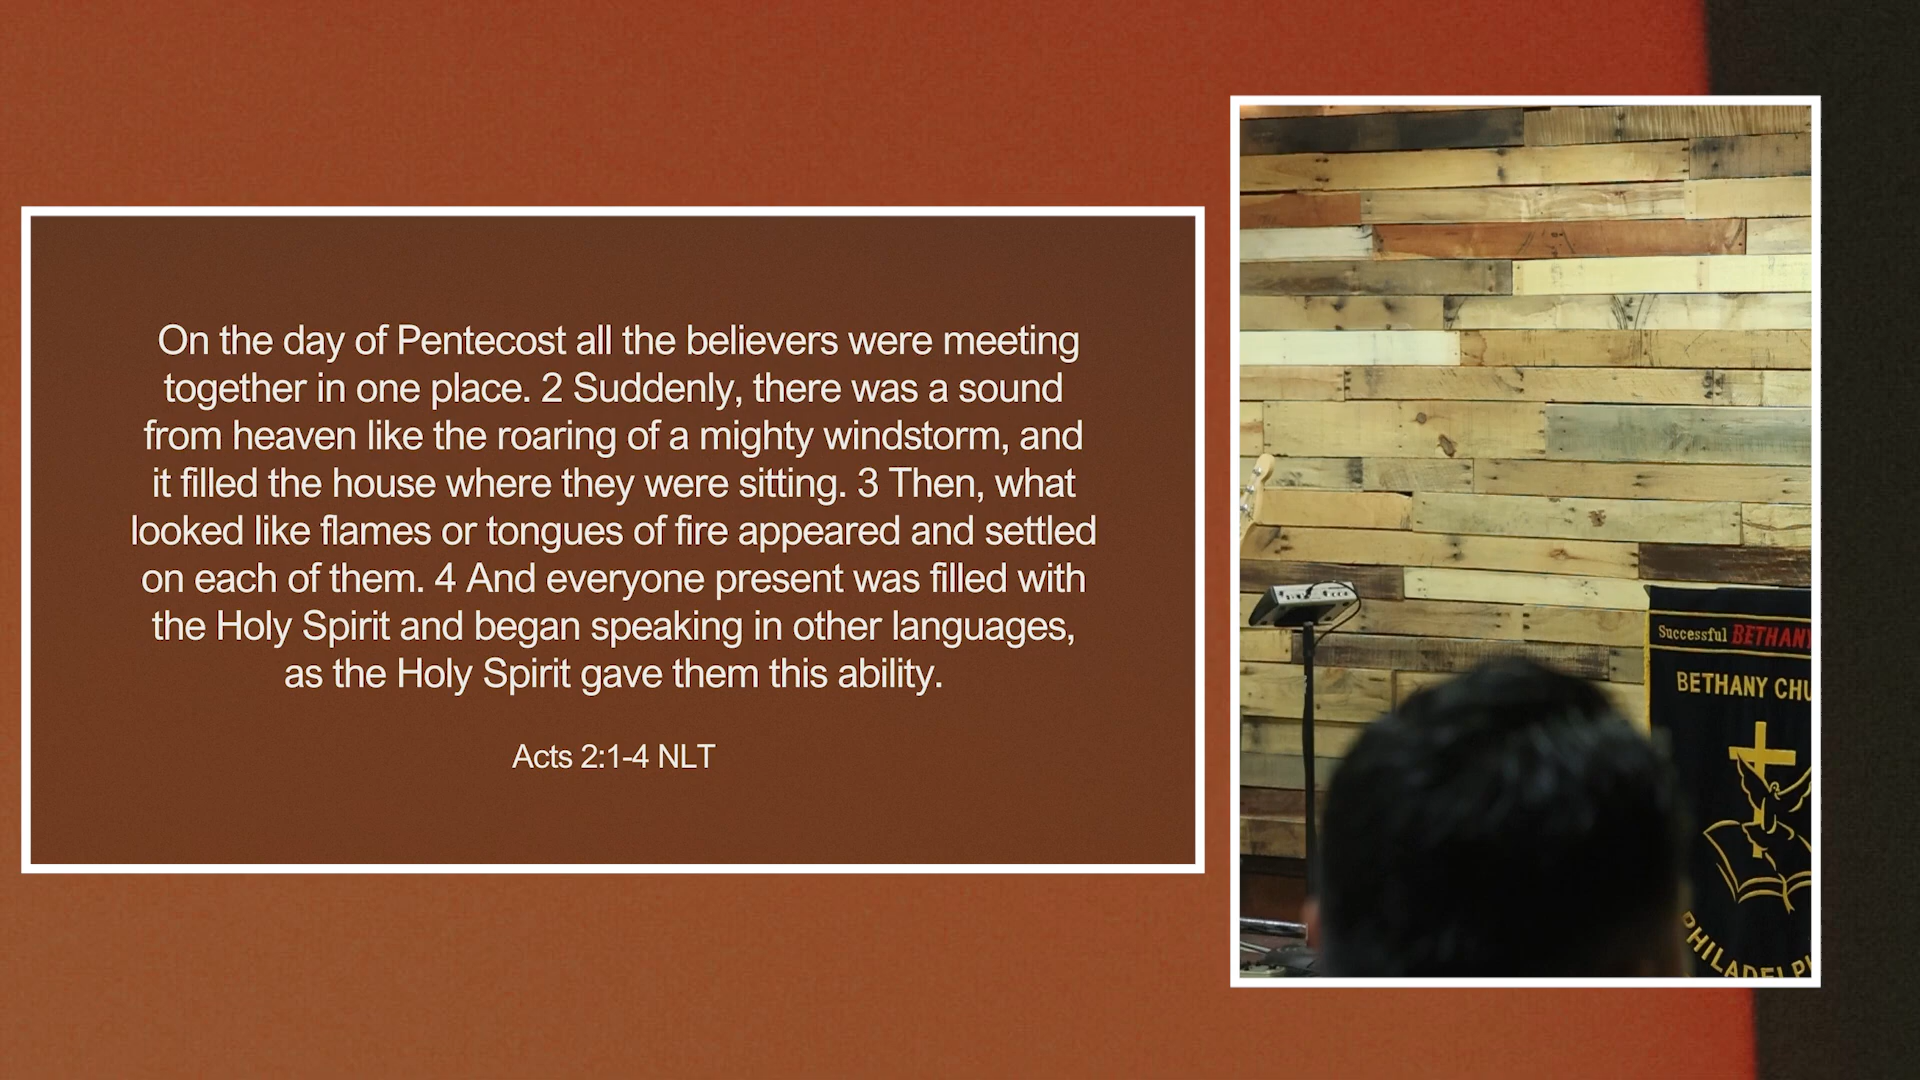 On the day of Pentecost all the believers were meeting
together in one place. 2 Suddenly, there was a sound
from heaven like the roaring of a mighty windstorm, and
it filled the house where they were sitting. 3 Then, what
looked like flames or tongues of fire appeared and settled
on each of them. 4 And everyone present was filled with
the Holy Spirit and began speaking in other languages,
as the Holy Spirit gave them this ability.
Acts 2:1-4 NLT
Successful BETHANY
BETHANY CHU
PHILADELPH